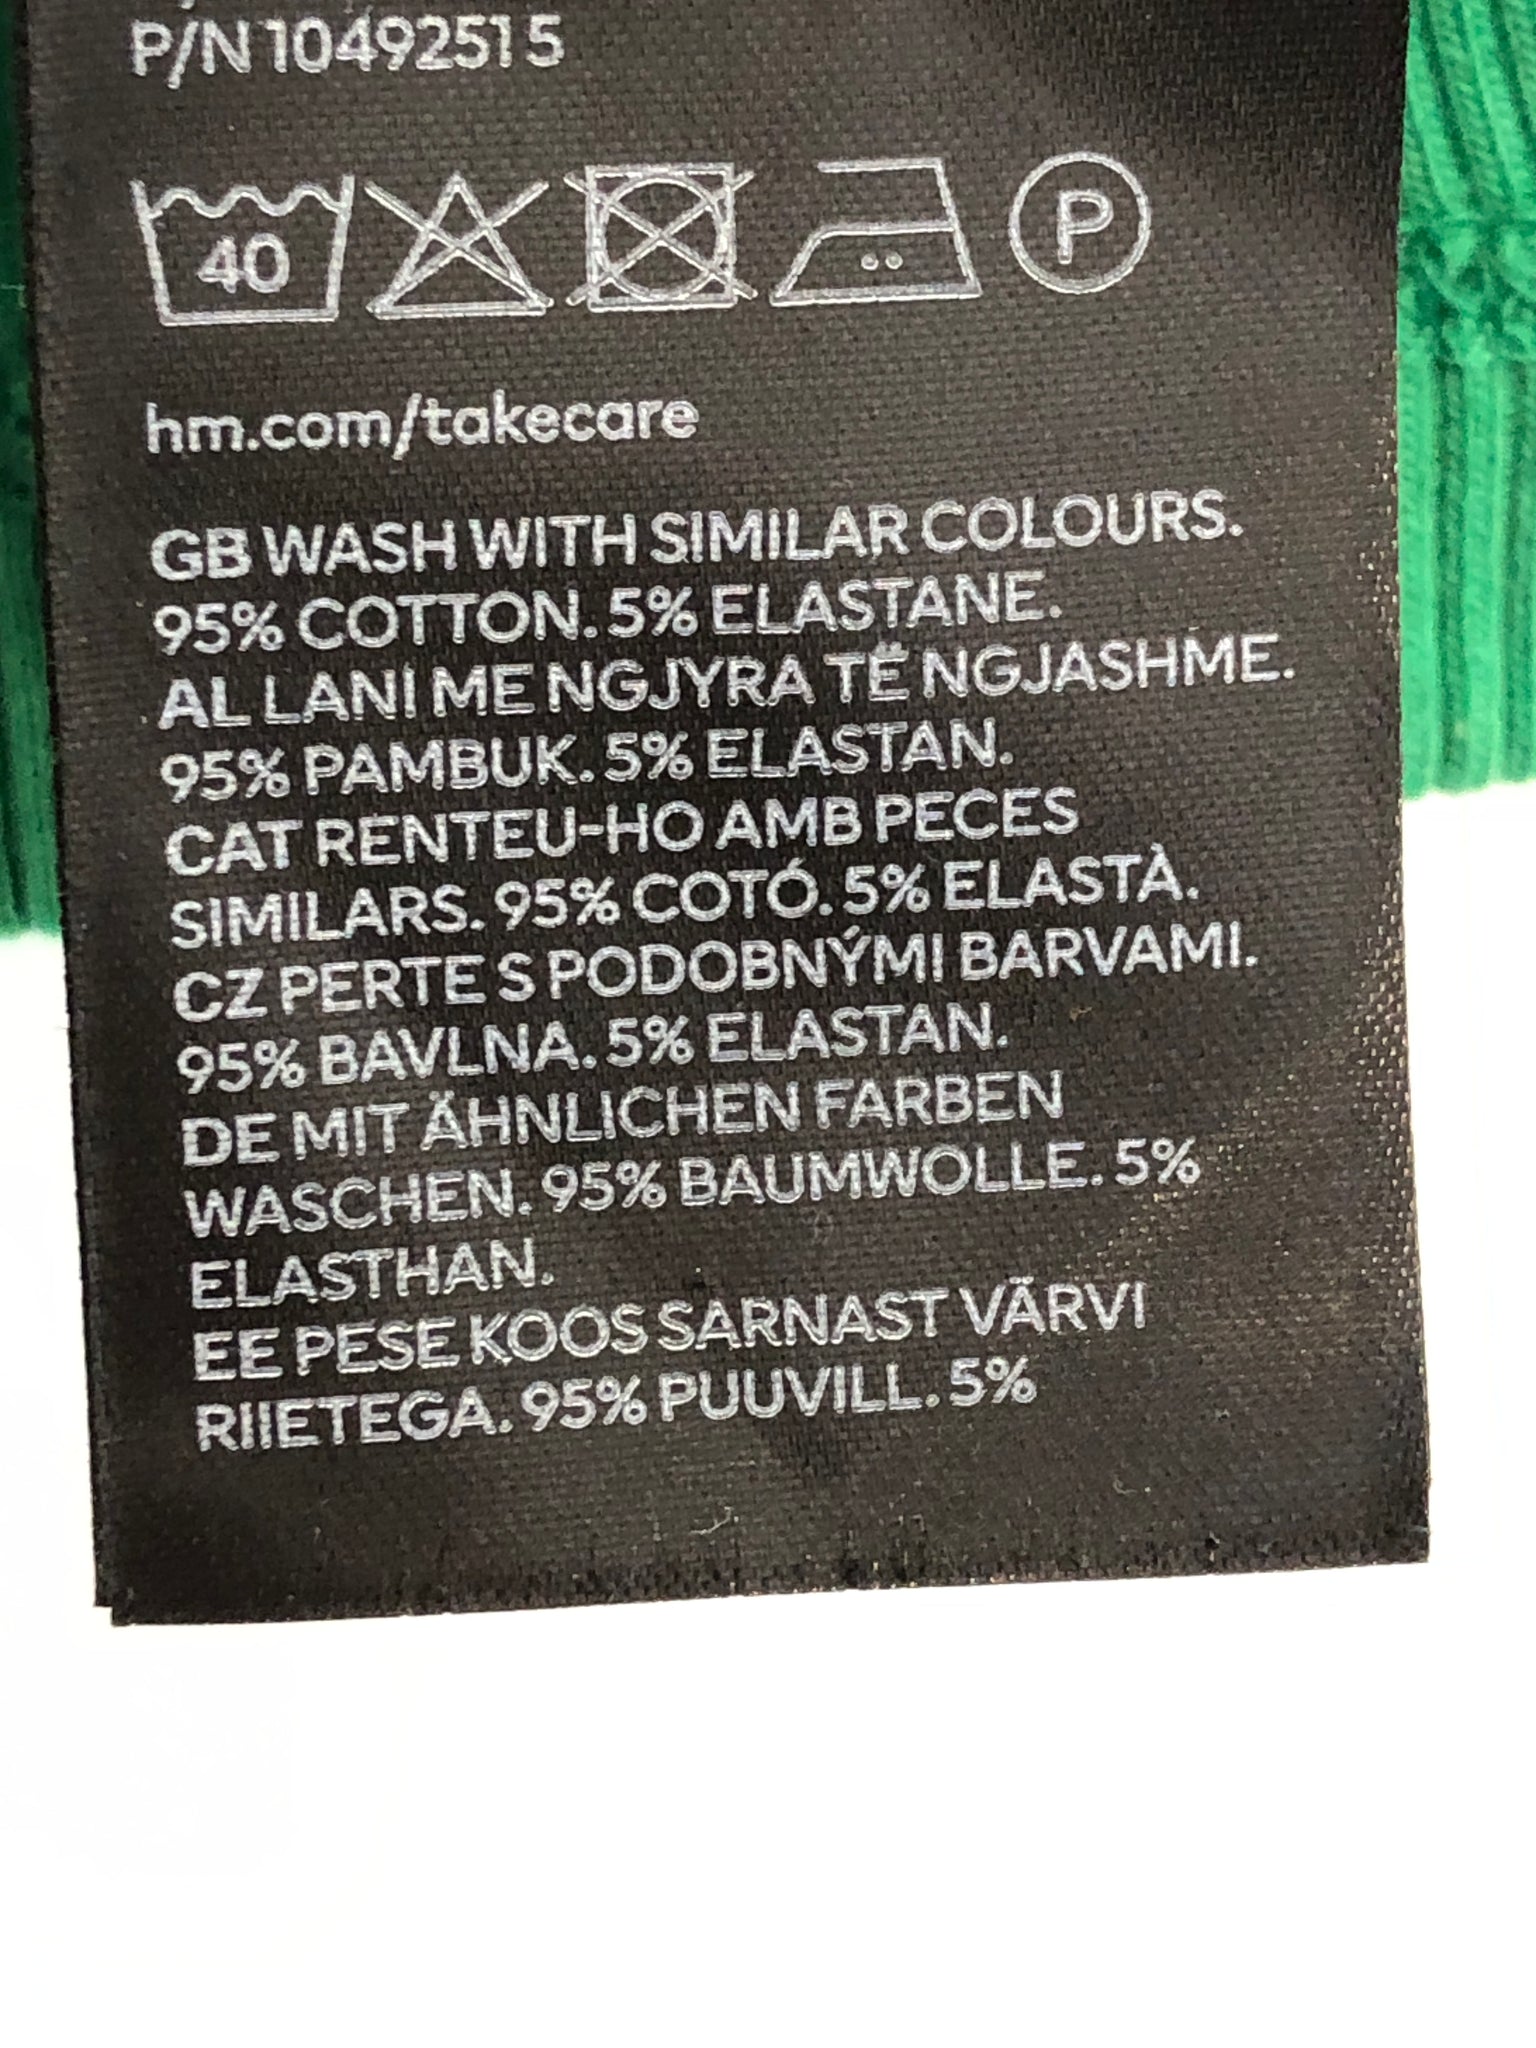 P/N 10492515
40
P
hm.com/takecare
GB WASH WITH SIMILAR COLOURS.
95% COTTON. 5% ELASTANE.
AL LANI ME NGJYRA TË NGJASHME.
95% PAMBUK. 5% ELASTAN.
CAT RENTEU-HO AMB PECES
SIMILARS. 95% COTÓ. 5% ELASTÀ.
CZ PERTE S PODOBNÝMI BARVAMI.
95% BAVLNA. 5% ELASTAN.
DE MIT ÄHNLICHEN FARBEN
WASCHEN. 95% BAUMWOLLE. 5%
ELASTHAN.
EE PESE KOOS SARNAST VÄRVI
RIIETEGA. 95% PUUVILL. 5%